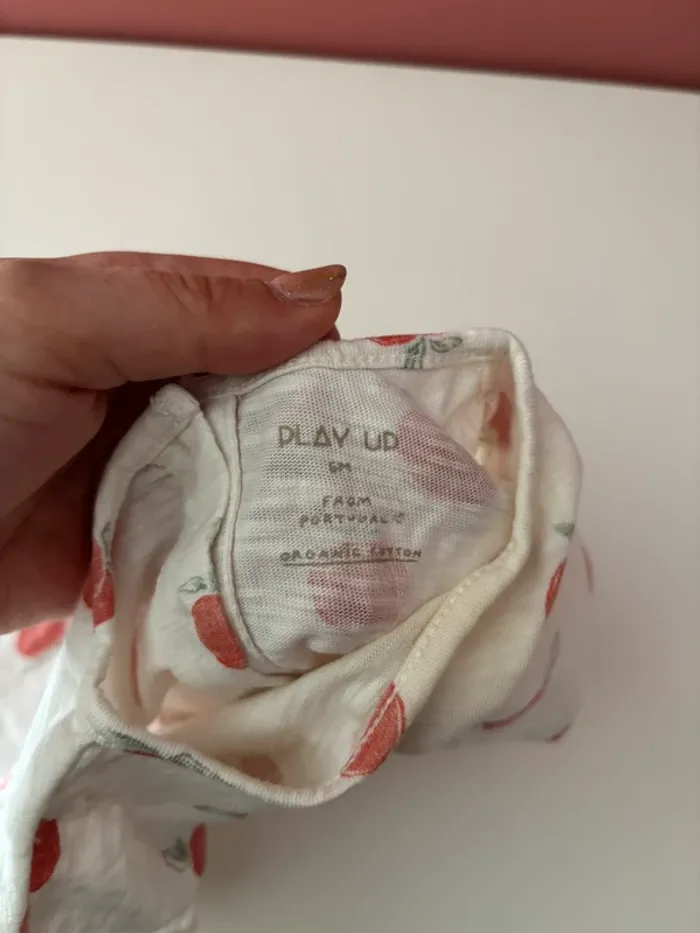 PLAY UP
6M
FROM
PORTUGAL
ORGANIC COTTON